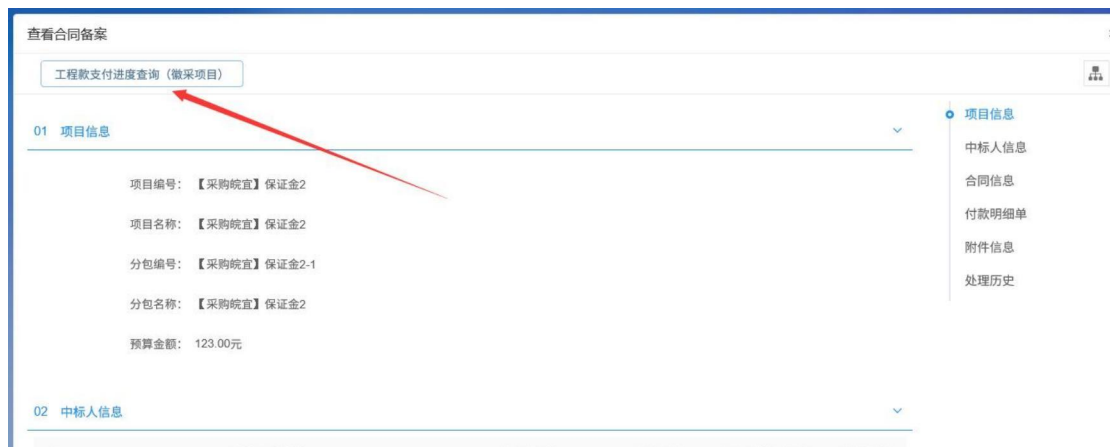 查看合同备案
工程款支付进度查询（徽采项目）
01 项目信息
项目编号： 【采购皖宜】保证金2
项目名称： 【采购皖宜】保证金2
分包编号： 【采购皖宜】保证金2-1
分包名称： 【采购皖宜】保证金2
预算金额： 123.00元
02 中标人信息
项目信息
中标人信息
合同信息
付款明细单
附件信息
处理历史